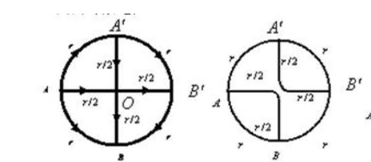 A' A'
r r r r
r/2 r/2
r/2 r/2
A B' A B'
r/2 O r/2
r/2 r/2
r r r r
B B